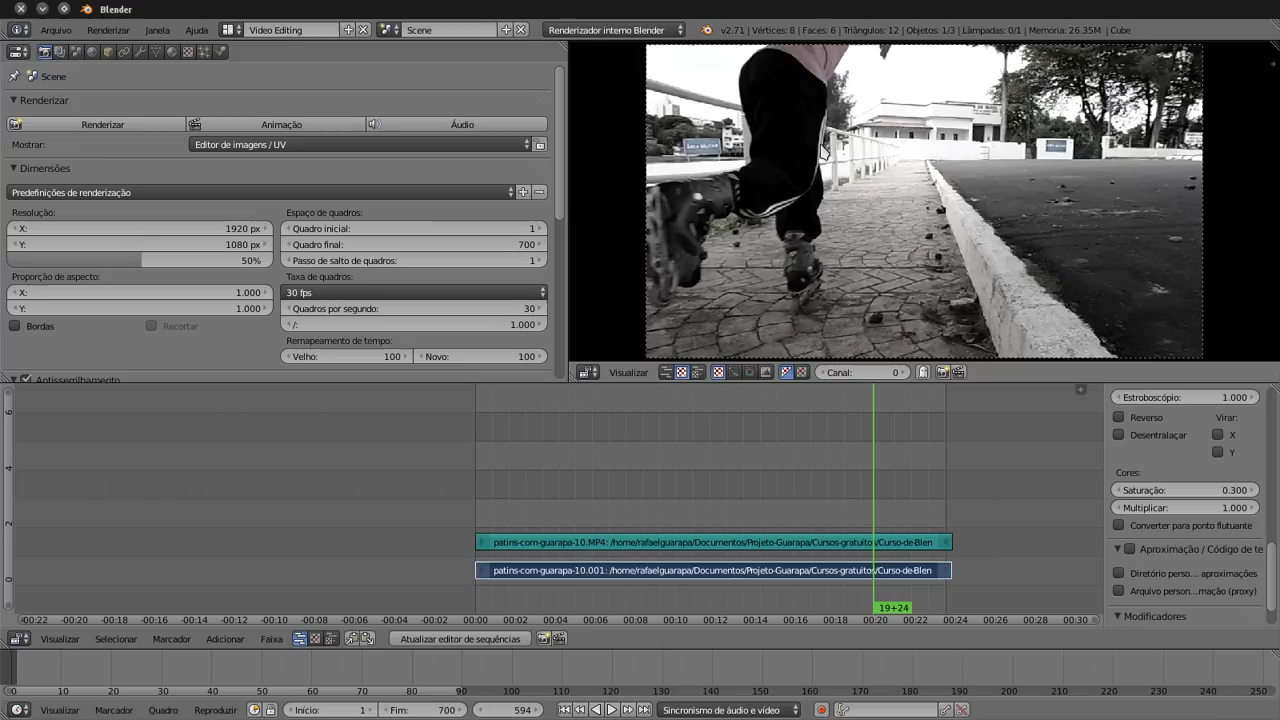 Blender
Arquivo Renderizar Janela Ajuda Video Editing Scene Renderizador interno Blender v2.71 | Vértices: 8 | Faces: 6 | Triângulos: 12 | Objetos: 1/3 | Lâmpadas: 0/1 | Memória: 26.35M | Cube
Scene
Renderizar
Renderizar Animação Áudio
Mostrar: Editor de imagens / UV
Dimensões
Predefinições de renderização
Resolução: Espaço de quadros:
X: 1920 px Quadro inicial: 1
Y: 1080 px Quadro final: 700
50% Passo de salto de quadros: 1
Proporção de aspecto: Taxa de quadros:
X: 1.000 30 fps
Y: 1.000 Quadros por segundo: 30
Bordas Recortar /: 1.000
Remapeamento de tempo:
Velho: 100 Novo: 100
Antisserrilhamento
ÁREA MILITAR
Visualizar Canal: 0
Estroboscópio: 1.000
Reverso Virar:
Desentralaçar X
Y
Cores:
Saturação: 0.300
Multiplicar: 1.000
Converter para ponto flutuante
Aproximação / Código de te
Diretório perso... aproximações
Arquivo person...mação (proxy)
Modificadores
6
4
2
0
patins-com-guarapa-10.MP4: /home/rafaelguarapa/Documentos/Projeto-Guarapa/Cursos-gratuitos/Curso-de-Blen
patins-com-guarapa-10.001: /home/rafaelguarapa/Documentos/Projeto-Guarapa/Cursos-gratuitos/Curso-de-Blen
19+24
-00:22 -00:20 -00:18 -00:16 -00:14 -00:12 -00:10 -00:08 -00:06 -00:04 -00:02 00:00 00:02 00:04 00:06 00:08 00:10 00:12 00:14 00:16 00:18 00:20 00:22 00:24 00:26 00:28 00:30
Visualizar Selecionar Marcador Adicionar Faixa Atualizar editor de sequências
0 10 20 30 40 50 60 70 80 90 100 110 120 130 140 150 160 170 180 190 200 210 220 230 240 250
Visualizar Marcador Quadro Reproduzir Início: 1 Fim: 700 594 Sincronismo de áudio e vídeo